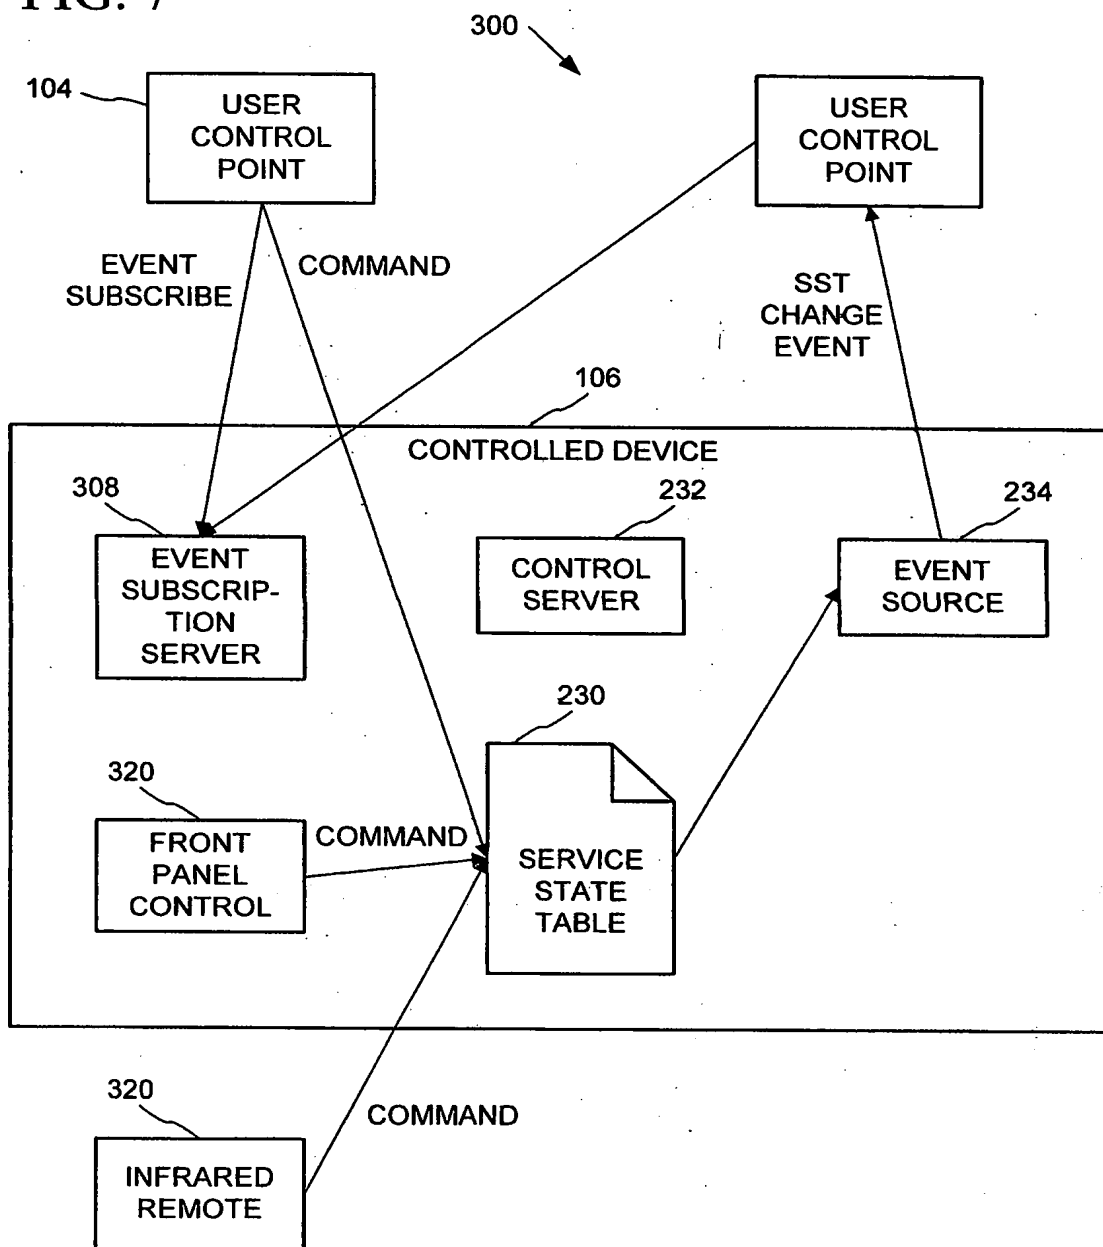 FIG. 7
300
104
USER
CONTROL
POINT
USER
CONTROL
POINT
EVENT
SUBSCRIBE
COMMAND
SST
CHANGE
EVENT
106
CONTROLLED DEVICE
308
EVENT
SUBSCRIP-
TION
SERVER
232
CONTROL
SERVER
234
EVENT
SOURCE
230
SERVICE
STATE
TABLE
320
FRONT
PANEL
CONTROL
COMMAND
320
INFRARED
REMOTE
COMMAND